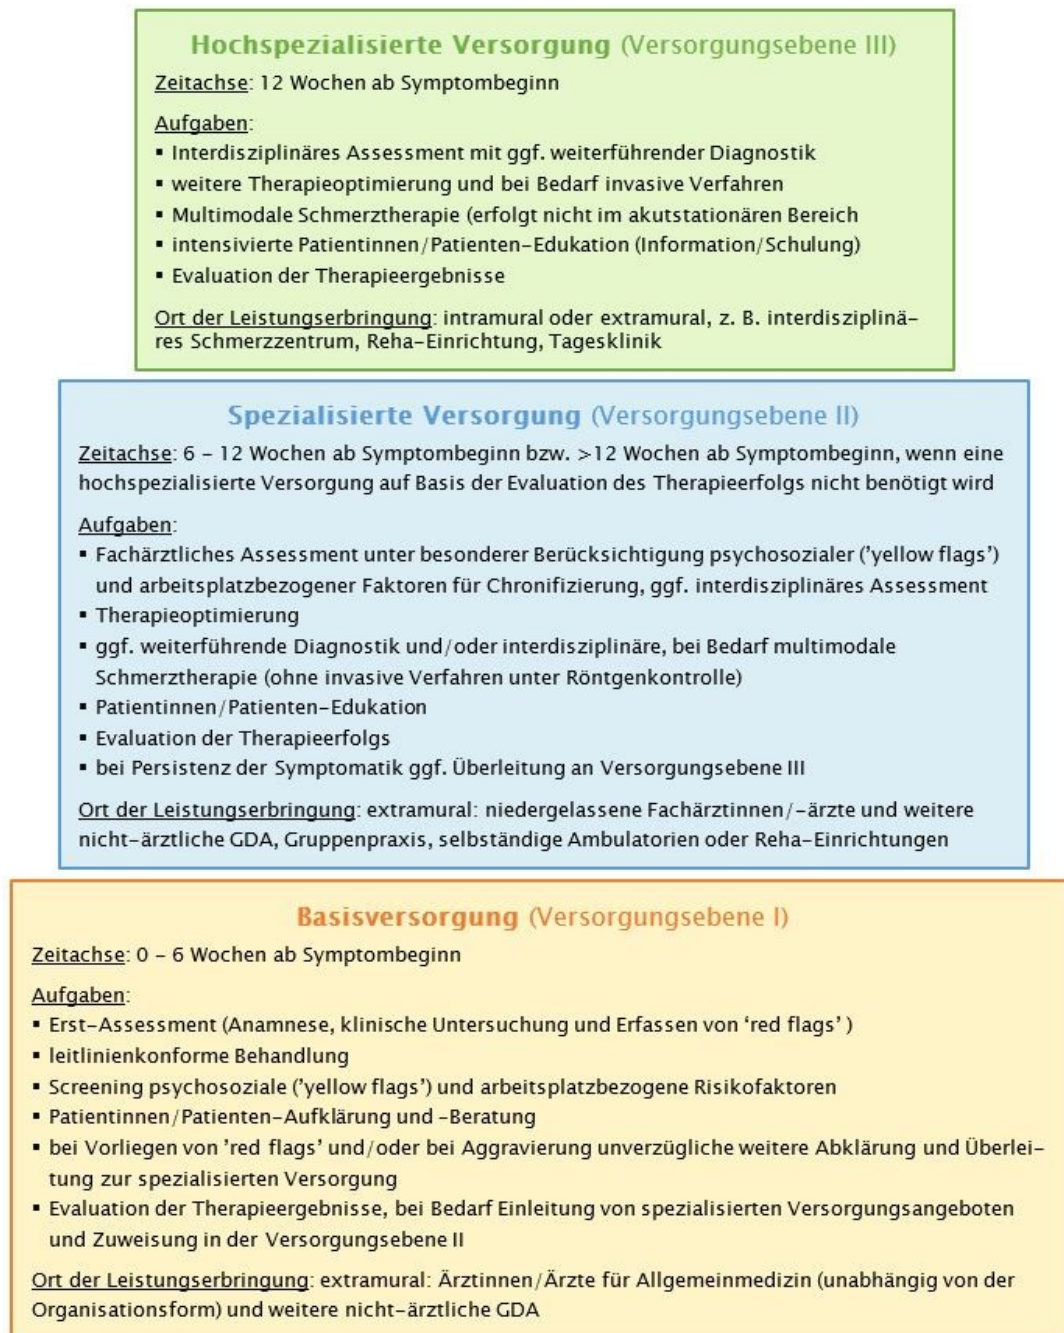 Hochspezialisierte Versorgung (Versorgungsebene III)
Zeitachse: 12 Wochen ab Symptombeginn
Aufgaben:
▪ Interdisziplinäres Assessment mit ggf. weiterführender Diagnostik
▪ weitere Therapieoptimierung und bei Bedarf invasive Verfahren
▪ Multimodale Schmerztherapie (erfolgt nicht im akutstationären Bereich
▪ intensivierte Patientinnen/Patienten-Edukation (Information/Schulung)
▪ Evaluation der Therapieergebnisse
Ort der Leistungserbringung: intramural oder extramural, z. B. interdisziplinä-
res Schmerzzentrum, Reha-Einrichtung, Tagesklinik
Spezialisierte Versorgung (Versorgungsebene II)
Zeitachse: 6 – 12 Wochen ab Symptombeginn bzw. >12 Wochen ab Symptombeginn, wenn eine
hochspezialisierte Versorgung auf Basis der Evaluation des Therapieerfolgs nicht benötigt wird
Aufgaben:
▪ Fachärztliches Assessment unter besonderer Berücksichtigung psychosozialer ('yellow flags')
und arbeitsplatzbezogener Faktoren für Chronifizierung, ggf. interdisziplinäres Assessment
▪ Therapieoptimierung
▪ ggf. weiterführende Diagnostik und/oder interdisziplinäre, bei Bedarf multimodale
Schmerztherapie (ohne invasive Verfahren unter Röntgenkontrolle)
▪ Patientinnen/Patienten-Edukation
▪ Evaluation der Therapieerfolgs
▪ bei Persistenz der Symptomatik ggf. Überleitung an Versorgungsebene III
Ort der Leistungserbringung: extramural: niedergelassene Fachärztinnen/-ärzte und weitere
nicht-ärztliche GDA, Gruppenpraxis, selbständige Ambulatorien oder Reha-Einrichtungen
Basisversorgung (Versorgungsebene I)
Zeitachse: 0 – 6 Wochen ab Symptombeginn
Aufgaben:
▪ Erst-Assessment (Anamnese, klinische Untersuchung und Erfassen von ‘red flags’ )
▪ leitlinienkonforme Behandlung
▪ Screening psychosoziale ('yellow flags') und arbeitsplatzbezogene Risikofaktoren
▪ Patientinnen/Patienten-Aufklärung und -Beratung
▪ bei Vorliegen von 'red flags' und/oder bei Aggravierung unverzügliche weitere Abklärung und Überlei-
tung zur spezialisierten Versorgung
▪ Evaluation der Therapieergebnisse, bei Bedarf Einleitung von spezialisierten Versorgungsangeboten
und Zuweisung in der Versorgungsebene II
Ort der Leistungserbringung: extramural: Ärztinnen/Ärzte für Allgemeinmedizin (unabhängig von der
Organisationsform) und weitere nicht-ärztliche GDA